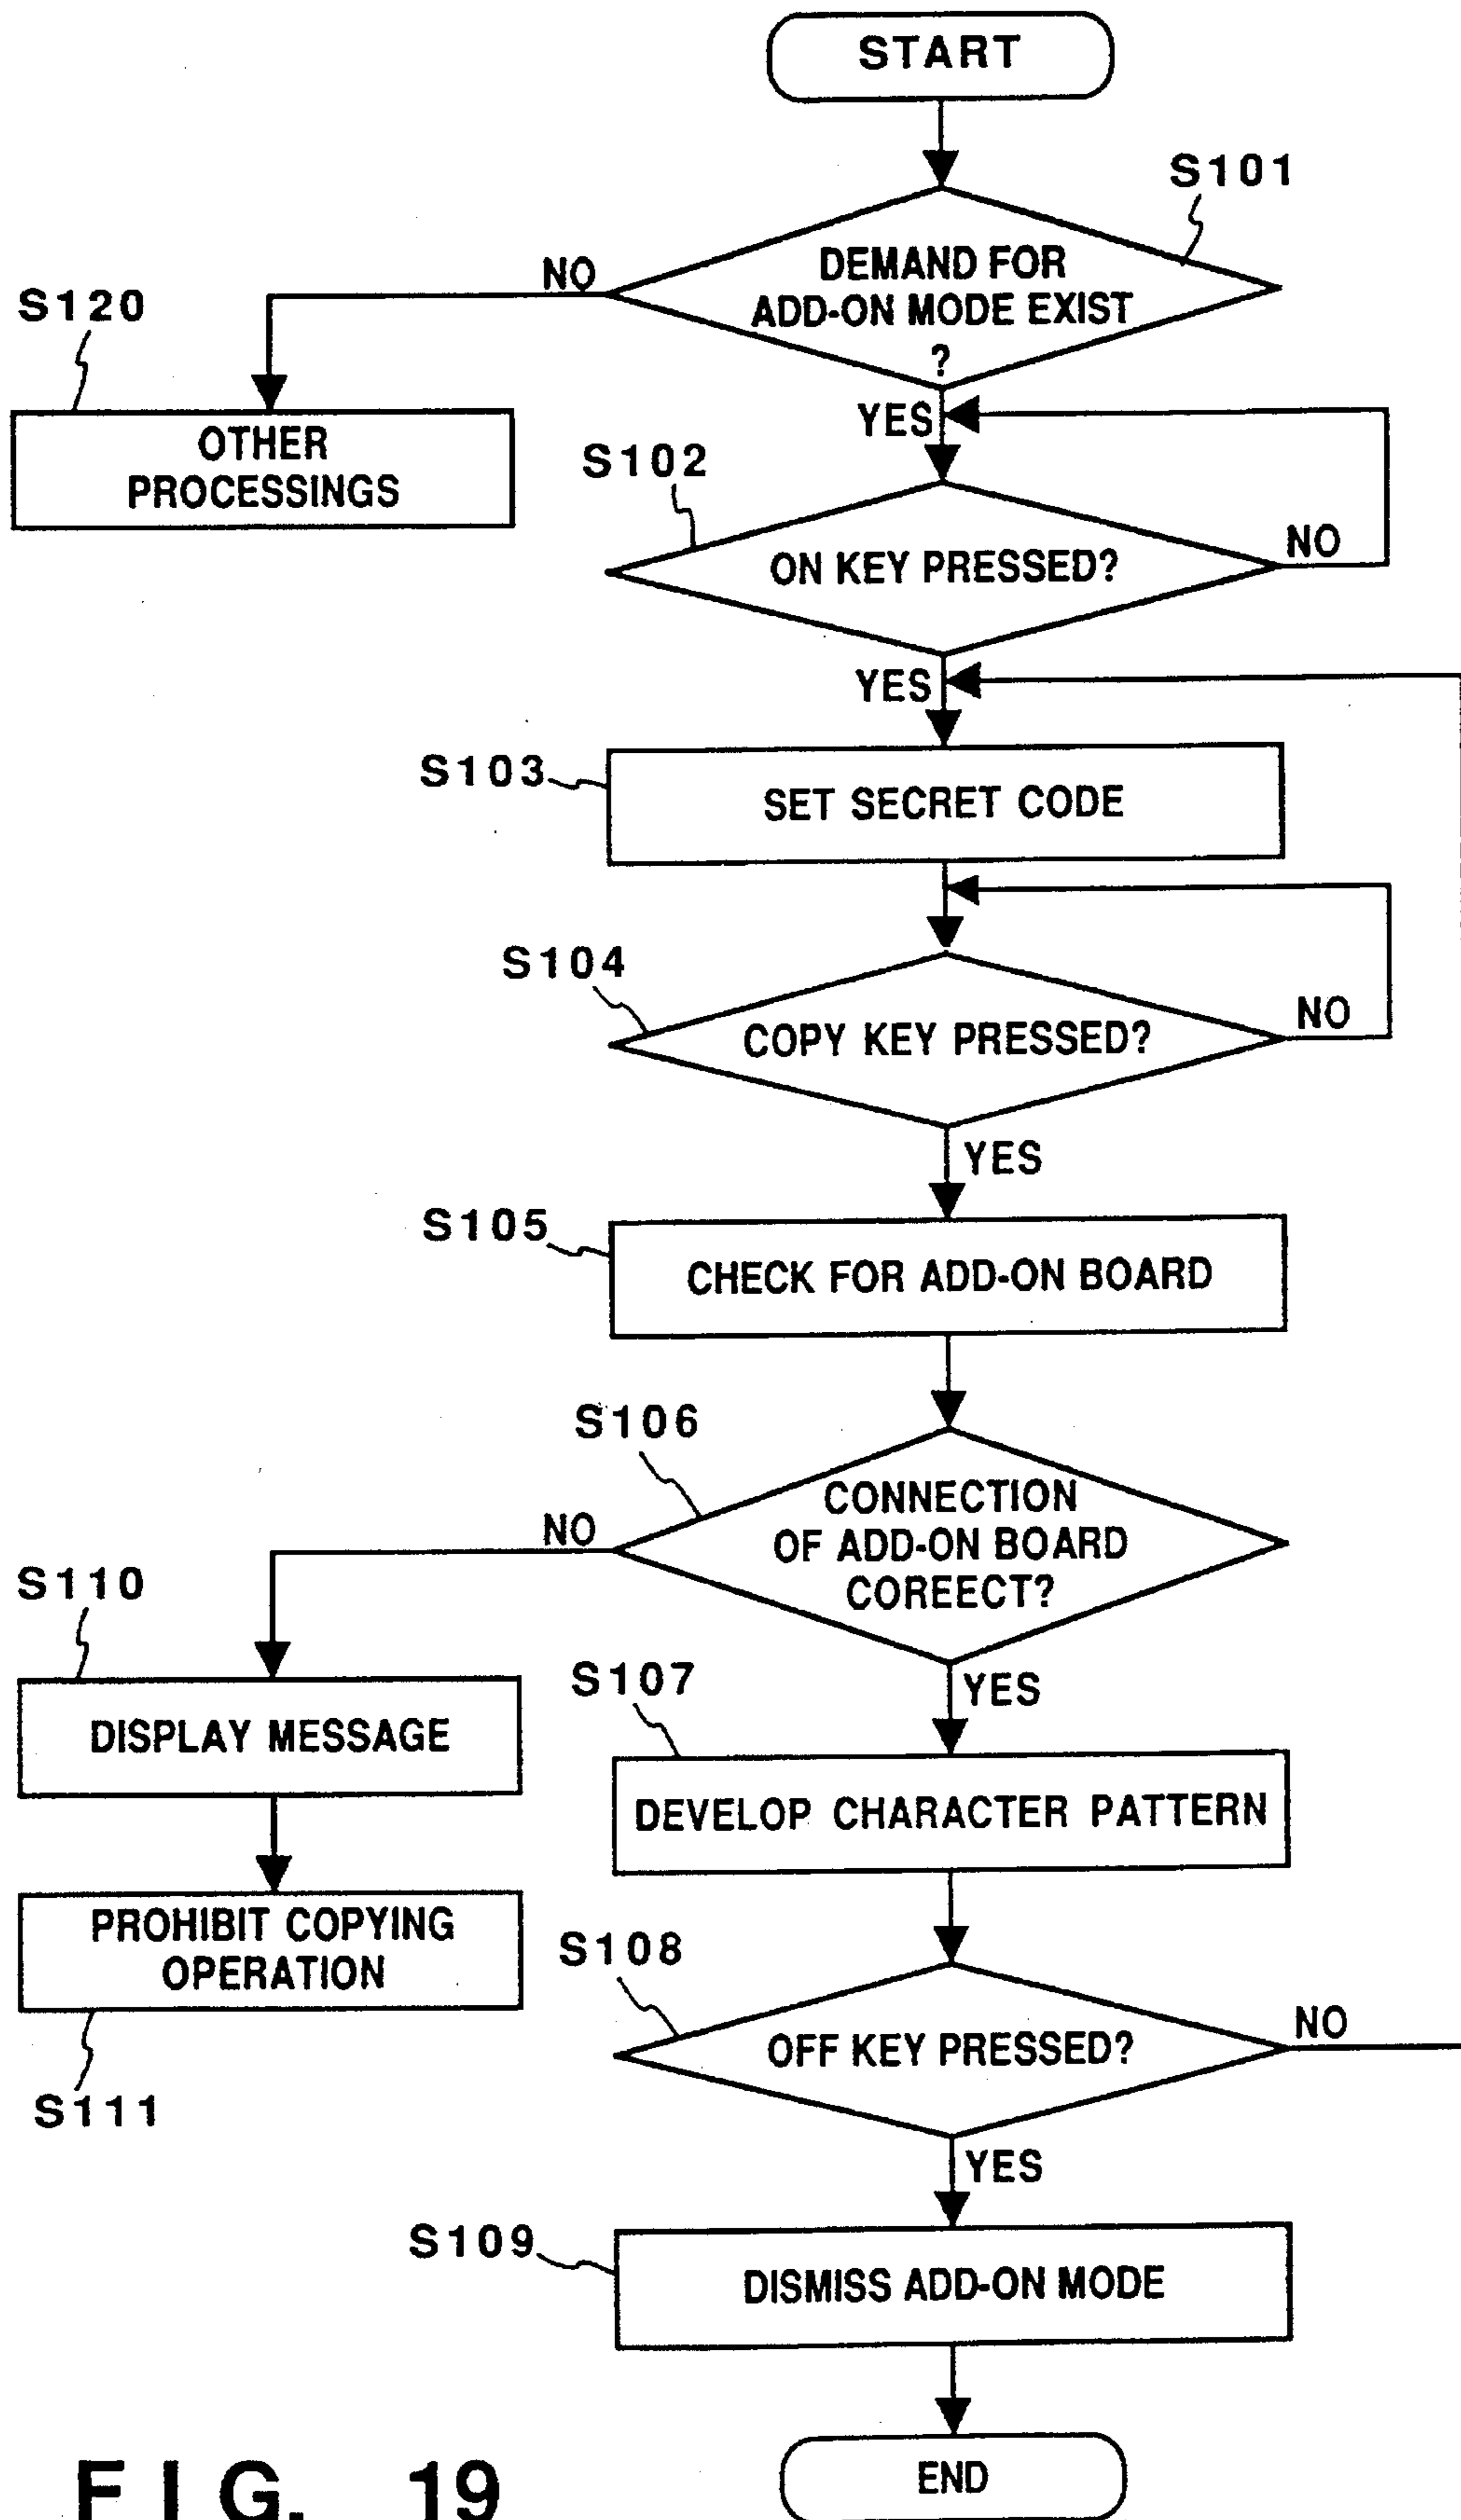 START
S101
DEMAND FOR
ADD-ON MODE EXIST
?
NO
S120
OTHER
PROCESSINGS
YES
S102
ON KEY PRESSED?
NO
YES
S103
SET SECRET CODE
S104
COPY KEY PRESSED?
NO
YES
S105
CHECK FOR ADD-ON BOARD
S106
CONNECTION
OF ADD-ON BOARD
COREECT?
NO
S110
DISPLAY MESSAGE
YES
S107
DEVELOP CHARACTER PATTERN
PROHIBIT COPYING
OPERATION
S111
S108
OFF KEY PRESSED?
NO
YES
S109
DISMISS ADD-ON MODE
END
FIG. 19